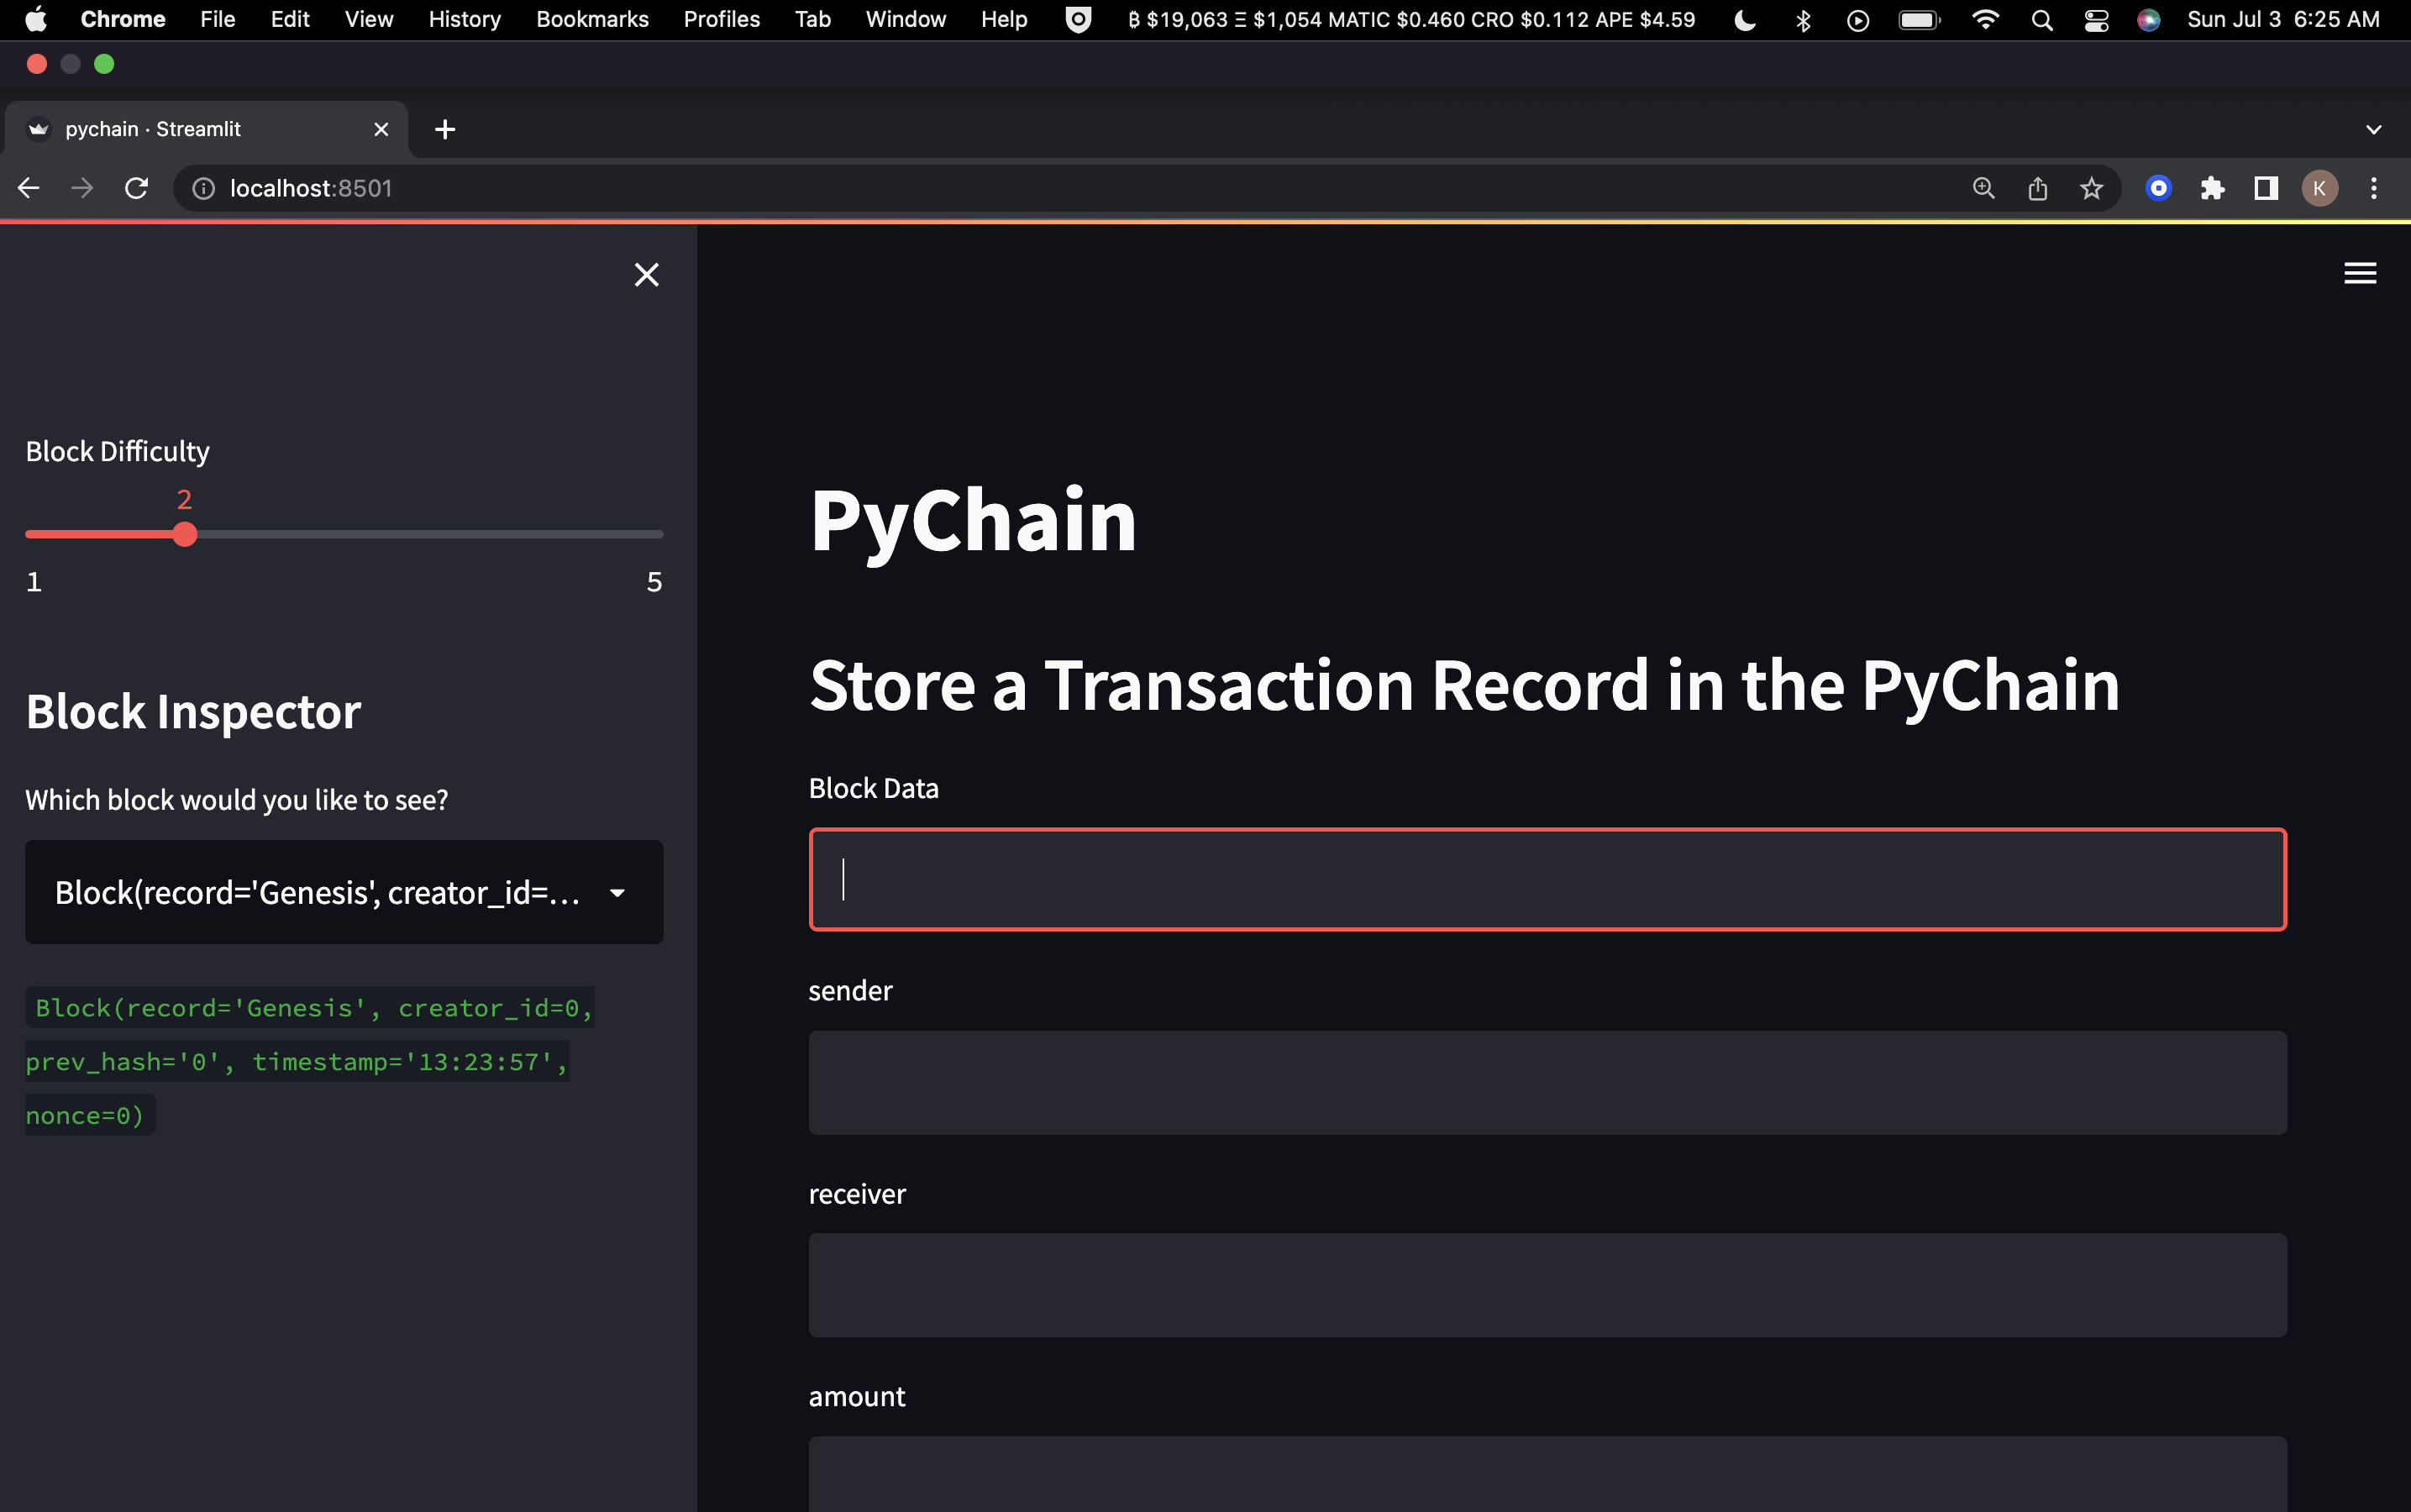 Chrome File Edit View History Bookmarks Profiles Tab Window Help ฿ $19,063 Ξ $1,054 MATIC $0.460 CRO $0.112 APE $4.59 Sun Jul 3 6:25 AM
pychain · Streamlit
localhost:8501
K
Block Difficulty
2
1 5
Block Inspector
Which block would you like to see?
Block(record='Genesis', creator_id=...
Block(record='Genesis', creator_id=0,
prev_hash='0', timestamp='13:23:57',
nonce=0)
PyChain
Store a Transaction Record in the PyChain
Block Data
sender
receiver
amount